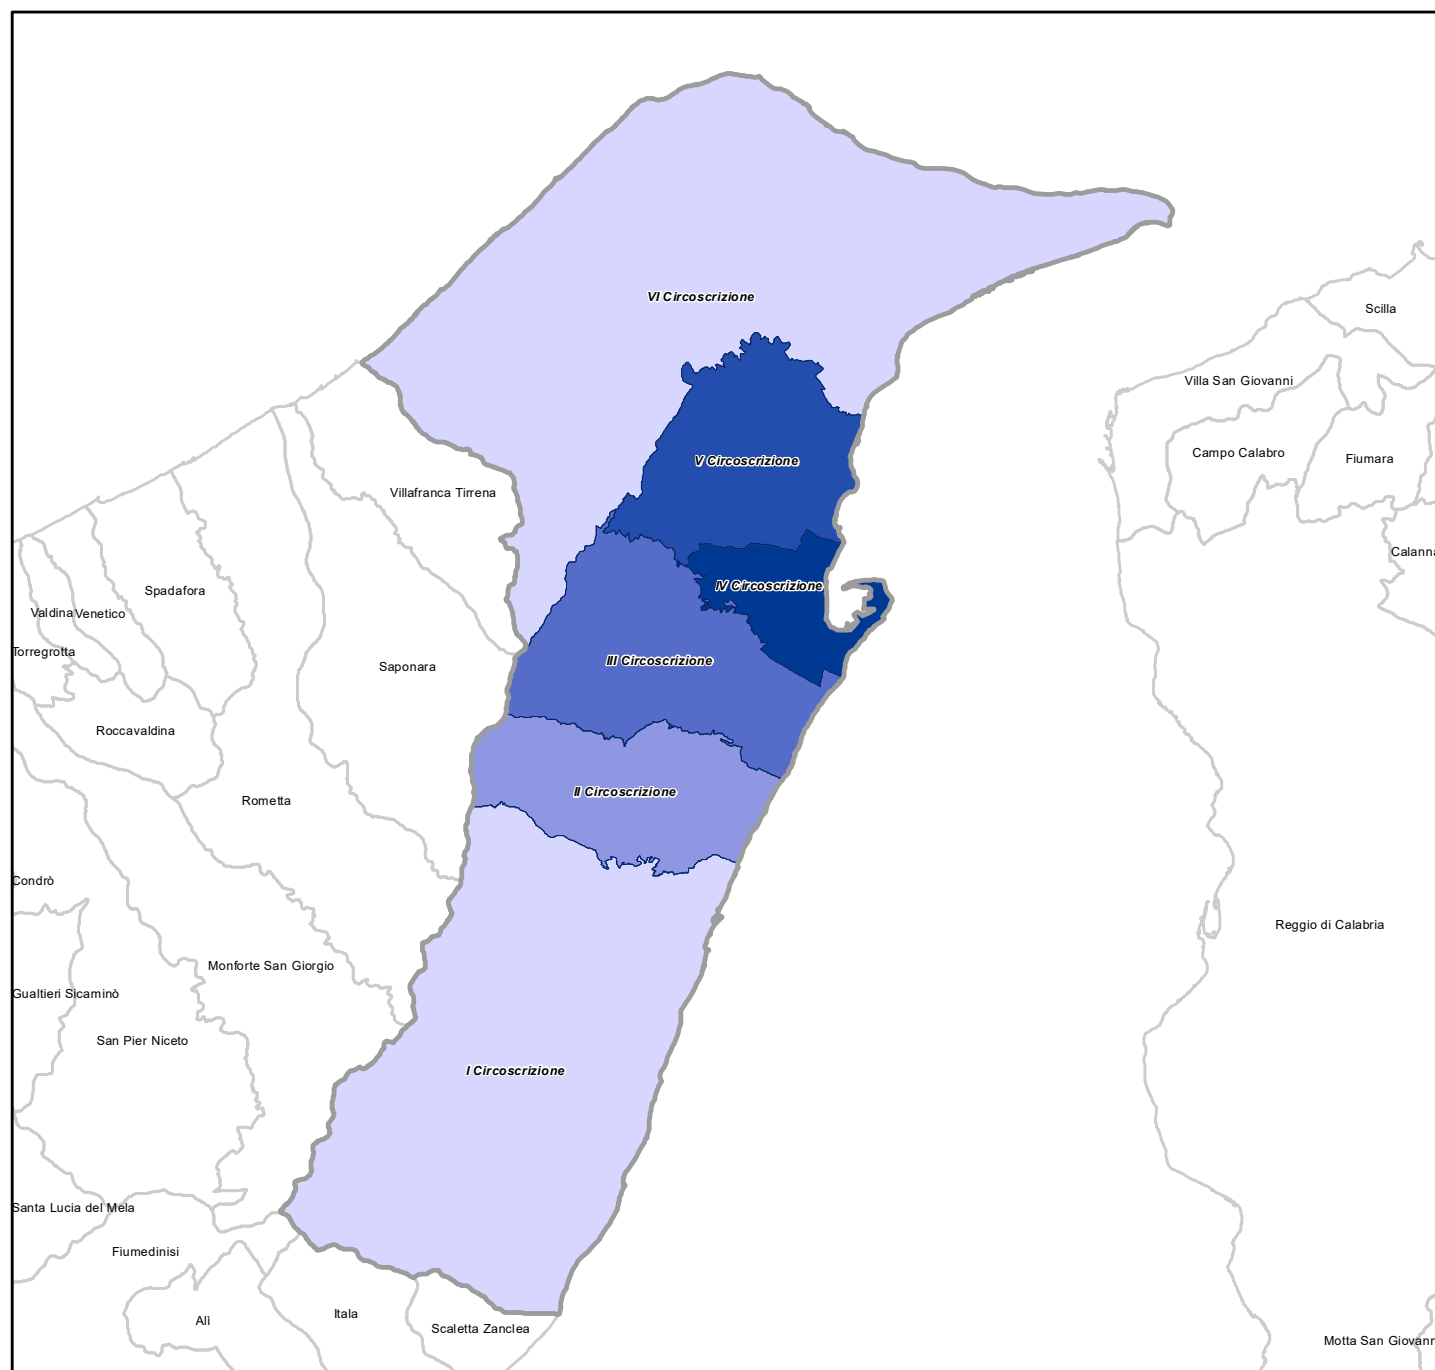 VI Circoscrizione
Scilla
Villa San Giovanni
Campo Calabro
Fiumara
V Circoscrizione
Villafranca Tirrena
Calanna
IV Circoscrizione
Spadafora
Valdina
Venetico
Torregrotta
III Circoscrizione
Saponara
Roccavaldina
II Circoscrizione
Rometta
Condrò
Reggio di Calabria
Monforte San Giorgio
Gualtieri Sicaminò
San Pier Niceto
I Circoscrizione
Santa Lucia del Mela
Fiumedinisi
Itala
Alì
Scaletta Zanclea
Motta San Giovann